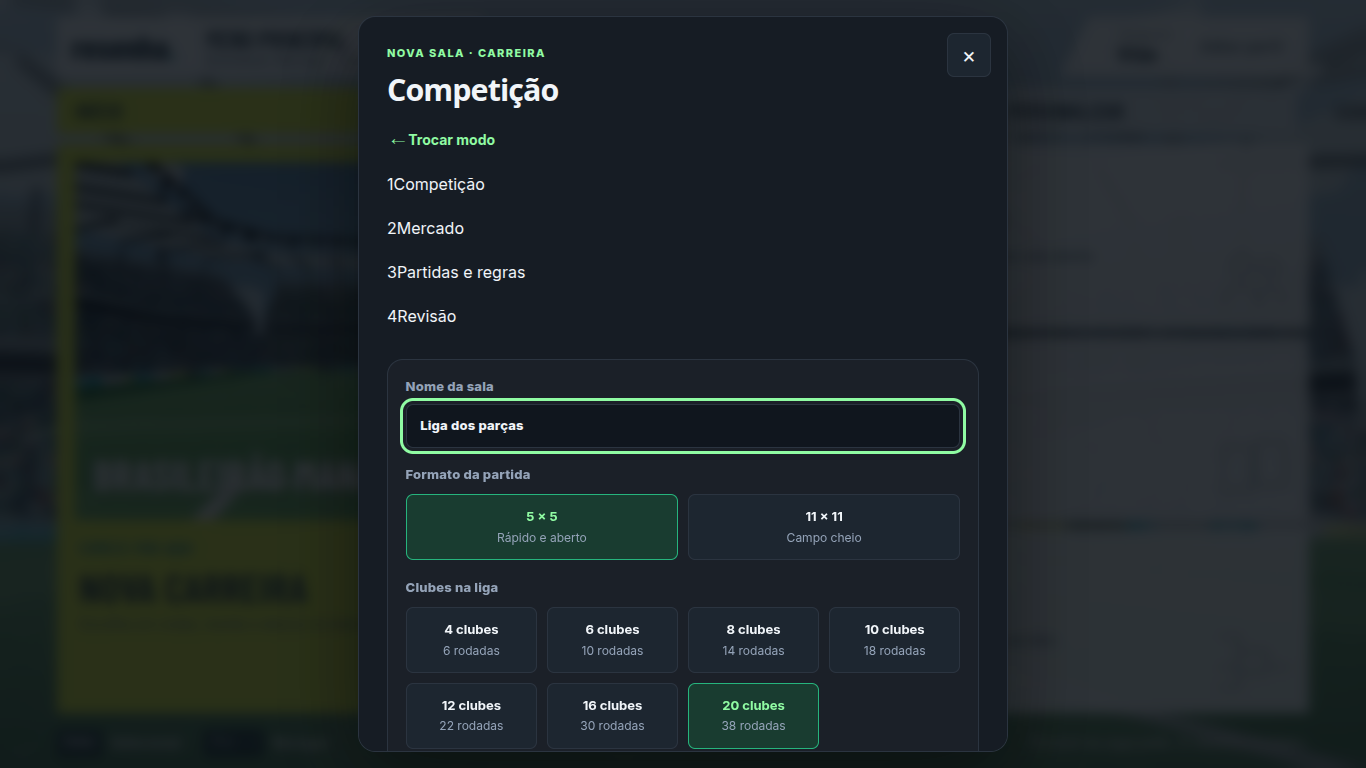 NOVA SALA · CARREIRA
×
Competição
←Trocar modo
1Competição
2Mercado
3Partidas e regras
4Revisão
Nome da sala
Liga dos parças
Formato da partida
5 × 5
Rápido e aberto
11 × 11
Campo cheio
Clubes na liga
4 clubes
6 rodadas
6 clubes
10 rodadas
8 clubes
14 rodadas
10 clubes
18 rodadas
12 clubes
22 rodadas
16 clubes
30 rodadas
20 clubes
38 rodadas
NOVA CARREIRA